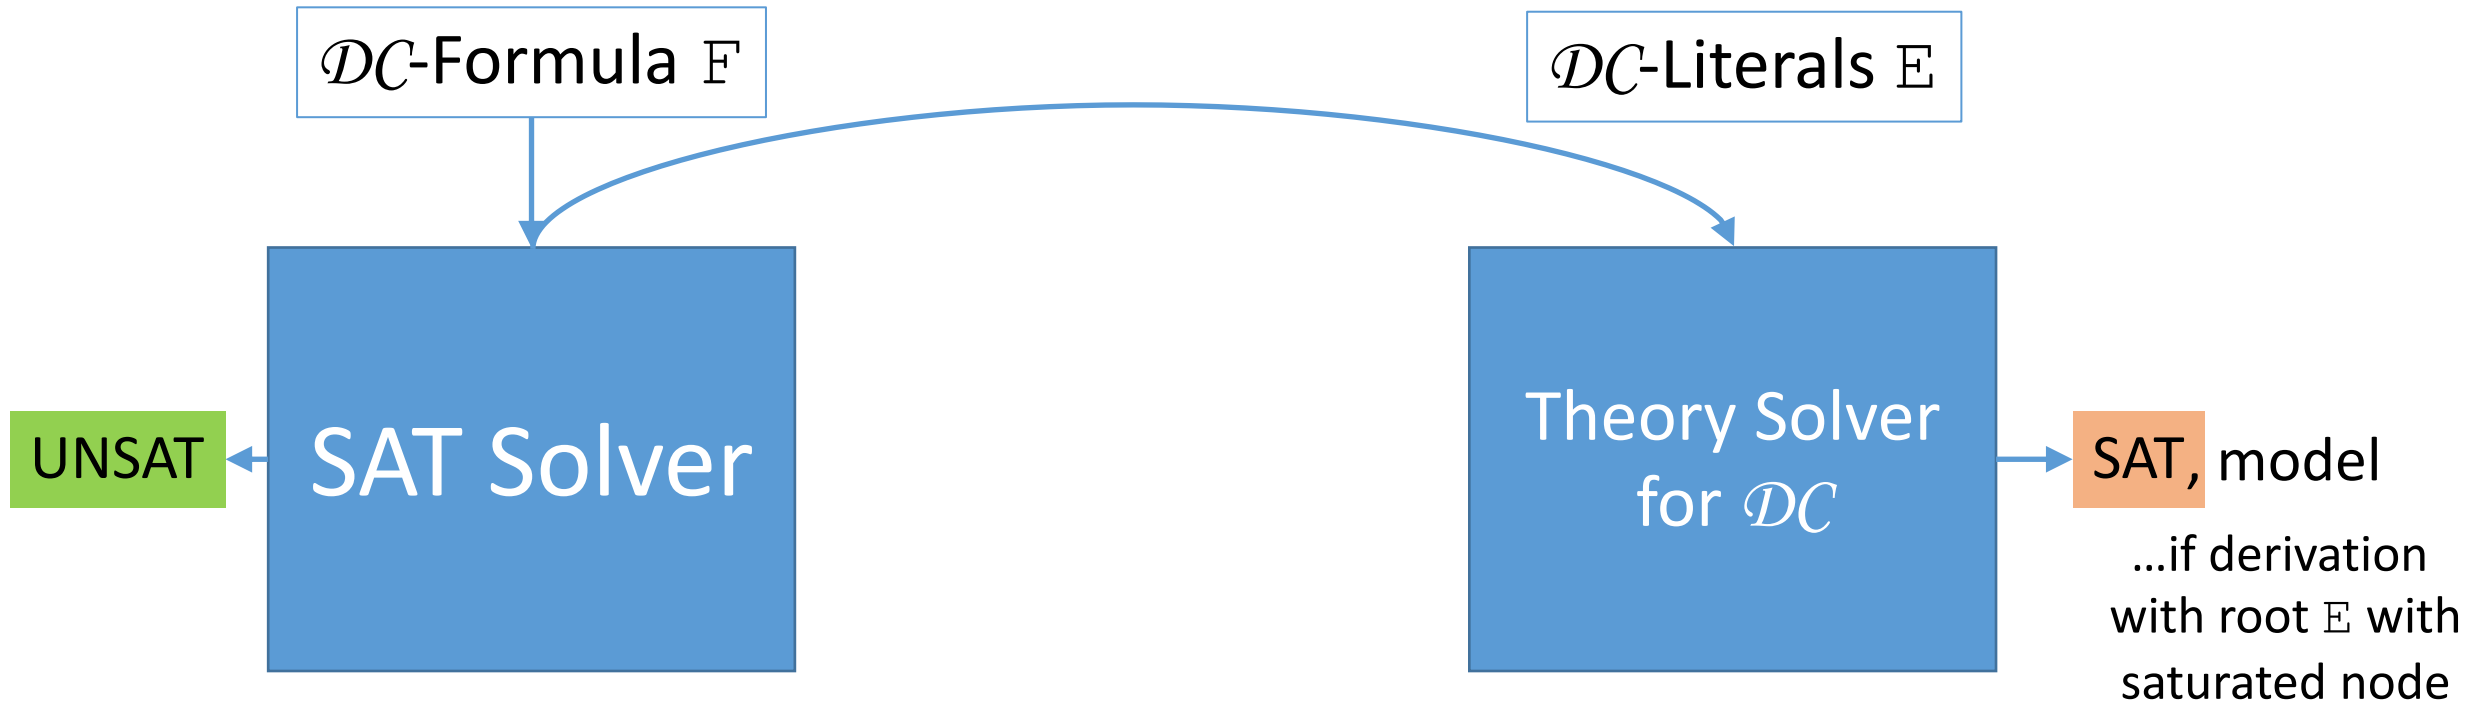 𝒟𝒞-Formula 𝙵
𝒟𝒞-Literals 𝙴
UNSAT
SAT Solver
Theory Solver
for 𝒟𝒞
SAT, model
...if derivation
with root 𝙴 with
saturated node